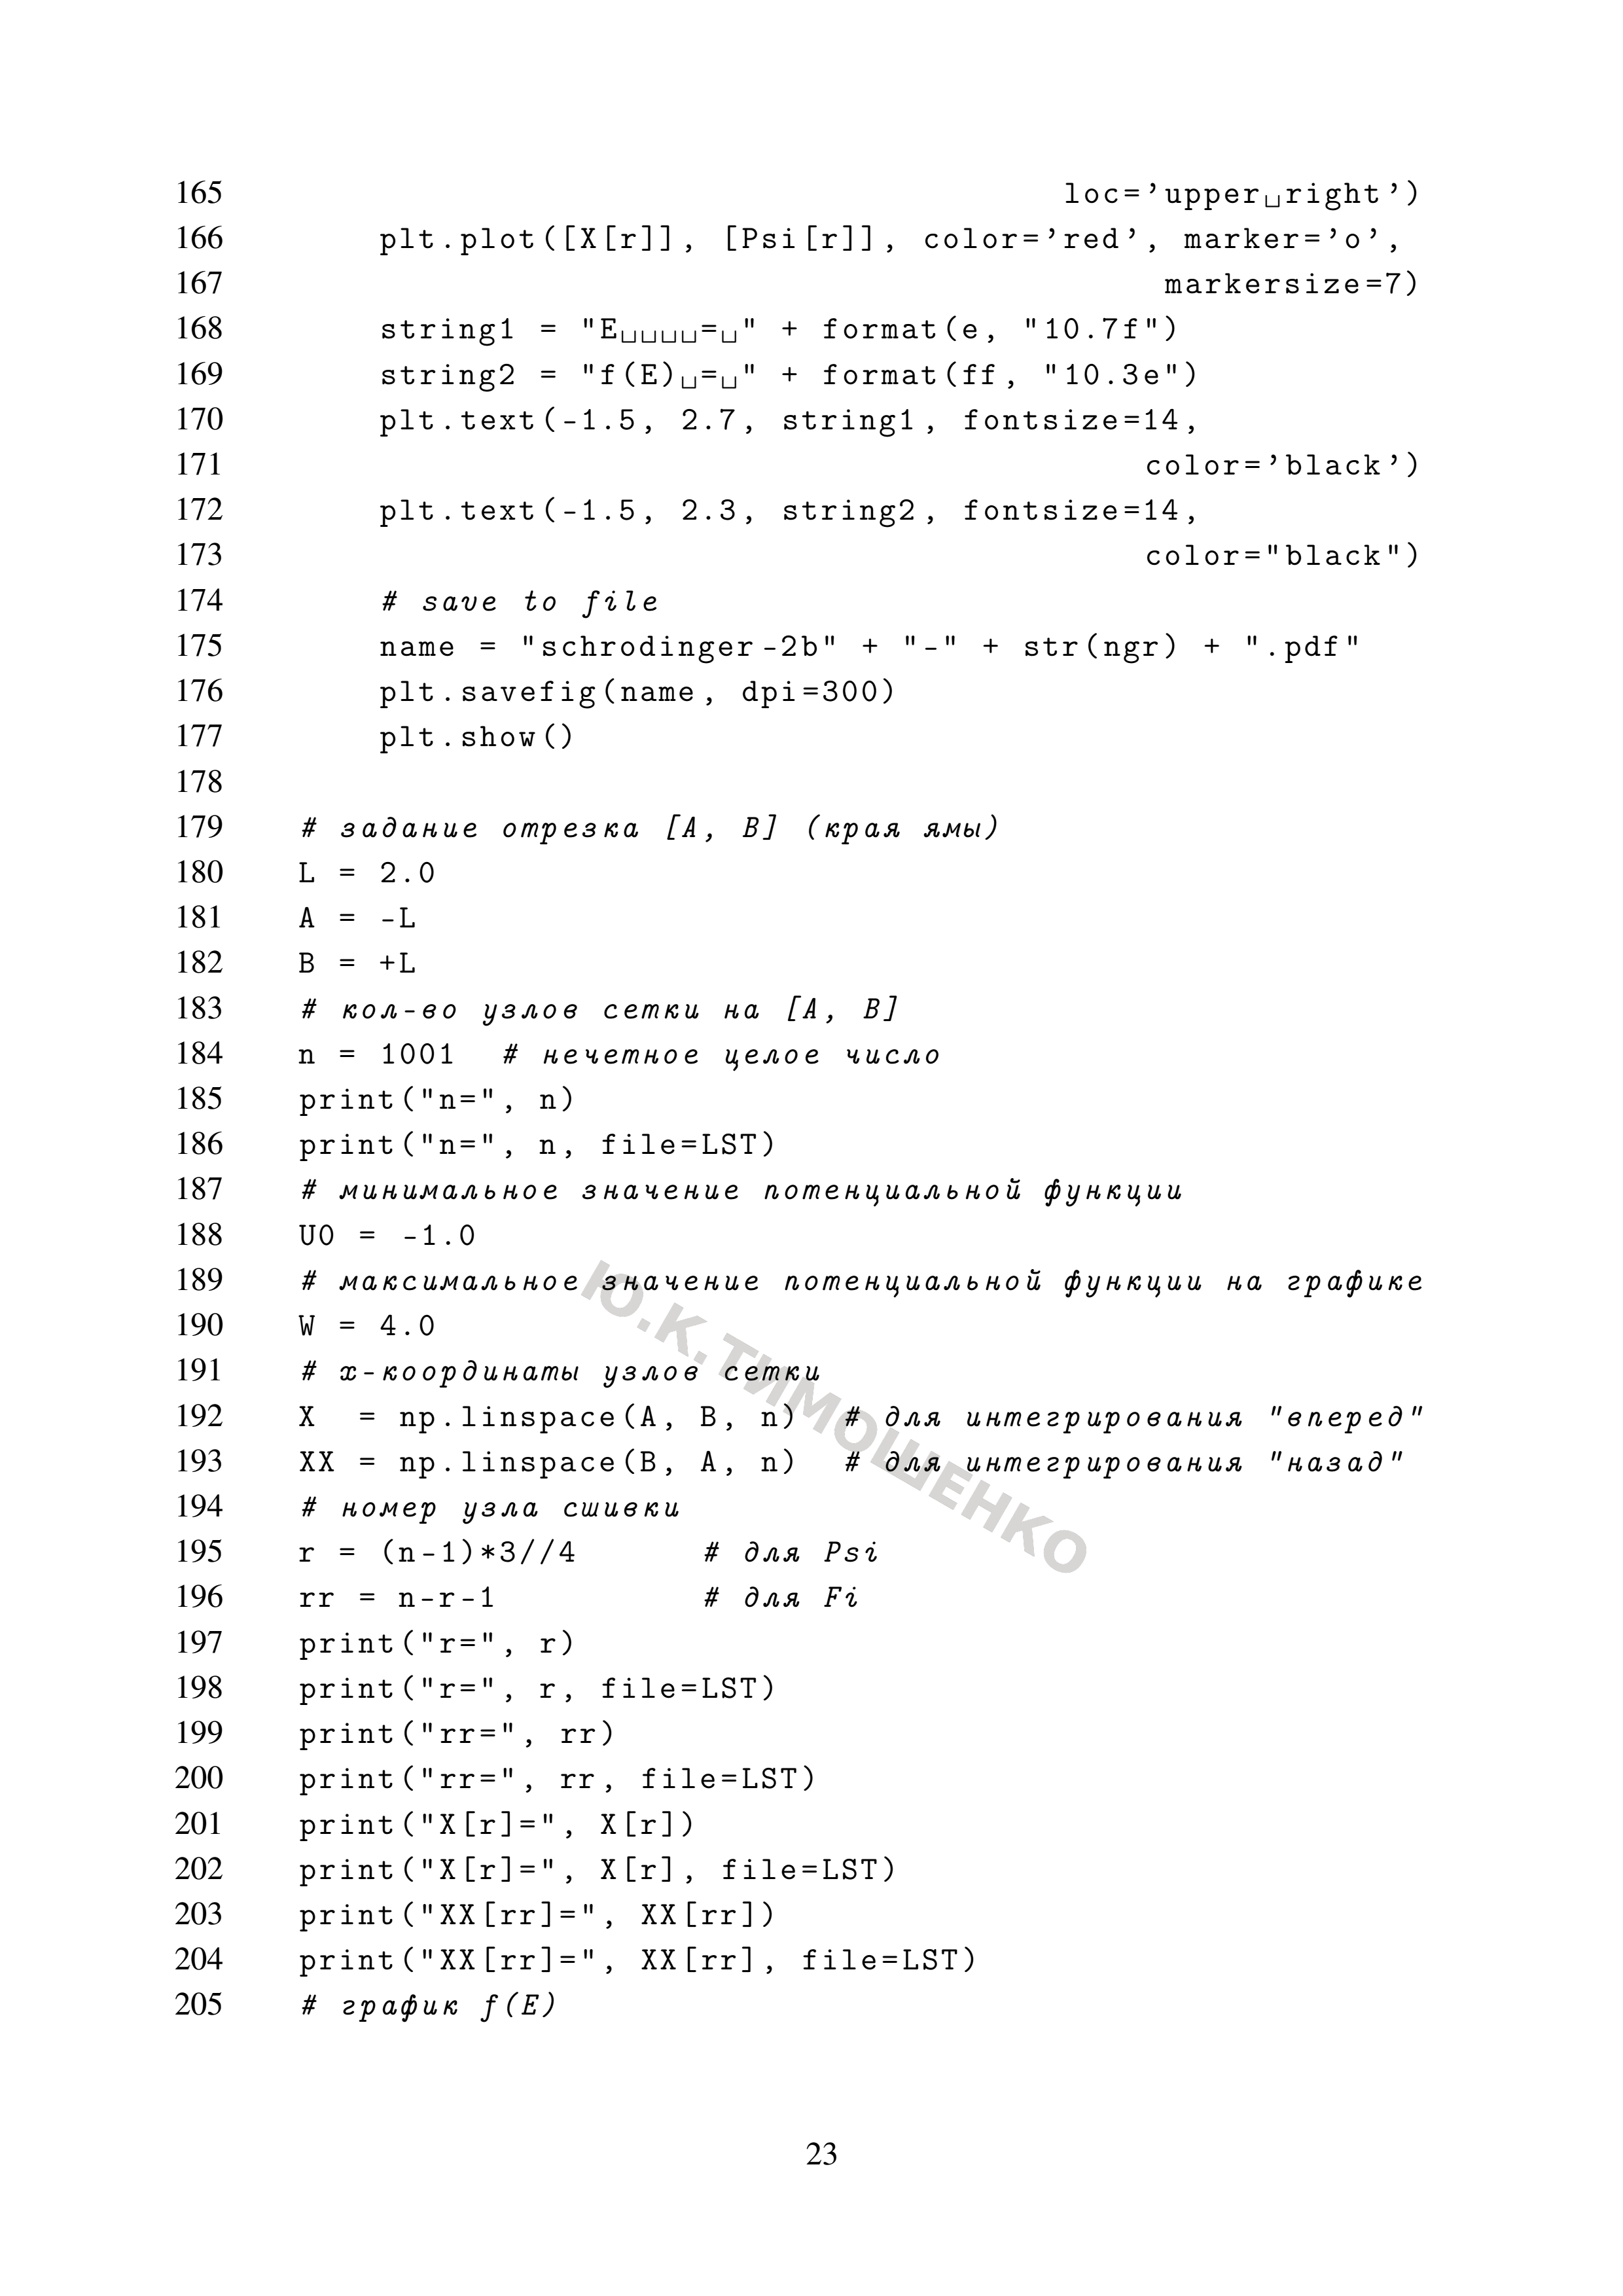 165 loc='upper␣right')
166 plt.plot([X[r]], [Psi[r]], color='red', marker='o',
167 markersize=7)
168 string1 = "E␣␣␣␣=␣" + format(e, "10.7f")
169 string2 = "f(E)␣=␣" + format(ff, "10.3e")
170 plt.text(-1.5, 2.7, string1, fontsize=14,
171 color='black')
172 plt.text(-1.5, 2.3, string2, fontsize=14,
173 color="black")
174 # save to file
175 name = "schrodinger-2b" + "-" + str(ngr) + ".pdf"
176 plt.savefig(name, dpi=300)
177 plt.show()
178
179 # задание отрезка [A, B] (края ямы)
180 L = 2.0
181 A = -L
182 B = +L
183 # кол-во узлов сетки на [A, B]
184 n = 1001 # нечетное целое число
185 print("n=", n)
186 print("n=", n, file=LST)
187 # минимальное значение потенциальной функции
188 U0 = -1.0
189 # максимальное значение потенциальной функции на графике
190 W = 4.0
191 # x-координаты узлов сетки
192 X = np.linspace(A, B, n) # для интегрирования "вперед"
193 XX = np.linspace(B, A, n) # для интегрирования "назад"
194 # номер узла сшивки
195 r = (n-1)*3//4 # для Psi
196 rr = n-r-1 # для Fi
197 print("r=", r)
198 print("r=", r, file=LST)
199 print("rr=", rr)
200 print("rr=", rr, file=LST)
201 print("X[r]=", X[r])
202 print("X[r]=", X[r], file=LST)
203 print("XX[rr]=", XX[rr])
204 print("XX[rr]=", XX[rr], file=LST)
205 # график f(E)
Ю.К.ТИМОШЕНКО
23